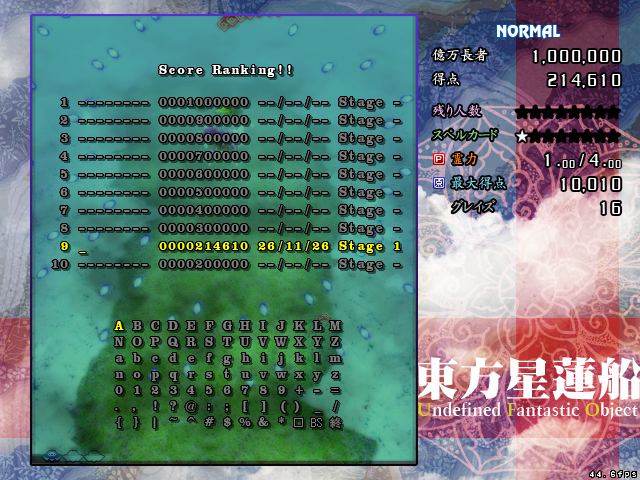 Score Ranking!!
1 -------- 0001000000 --/--/-- Stage -
2 -------- 0000900000 --/--/-- Stage -
3 -------- 0000800000 --/--/-- Stage -
4 -------- 0000700000 --/--/-- Stage -
5 -------- 0000600000 --/--/-- Stage -
6 -------- 0000500000 --/--/-- Stage -
7 -------- 0000400000 --/--/-- Stage -
8 -------- 0000300000 --/--/-- Stage -
9 _ 0000214610 26/11/26 Stage 1
10 -------- 0000200000 --/--/-- Stage -
A B C D E F G H I J K L M
N O P Q R S T U V W X Y Z
a b c d e f g h i j k l m
n o p q r s t u v w x y z
0 1 2 3 4 5 6 7 8 9 + - =
. , ! ? @ : ; [ ] ( ) _ /
{ } | ~ ^ # $ % & * □ BS 終
NORMAL
億万長者 1,000,000
得点 214,610
残り人数 ★★★★★★★★
スペルカード ★★★★★★★★
P 霊力 1.00/4.00
点 最大得点 10,010
グレイズ 16
東方星蓮船
Undefined Fantastic Object
44.6fps